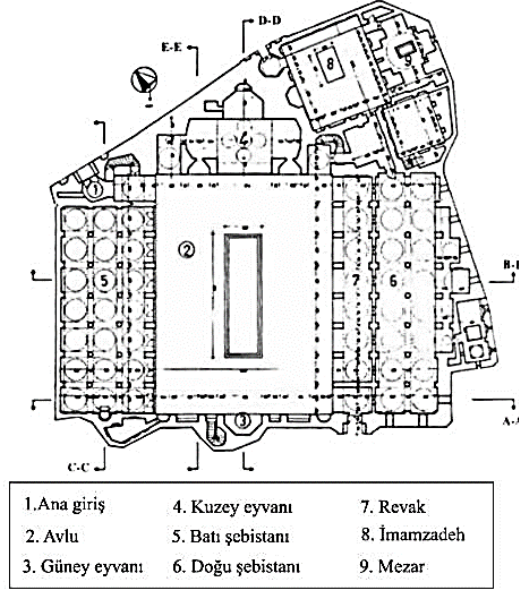 D-D
E-E
8
9
4
1
2
B-B
5
7
6
3
A-A
C-C
1.Ana giriş
4. Kuzey eyvanı
7. Revak
2. Avlu
5. Batı şebistanı
8. İmamzadeh
3. Güney eyvanı
6. Doğu şebistanı
9. Mezar